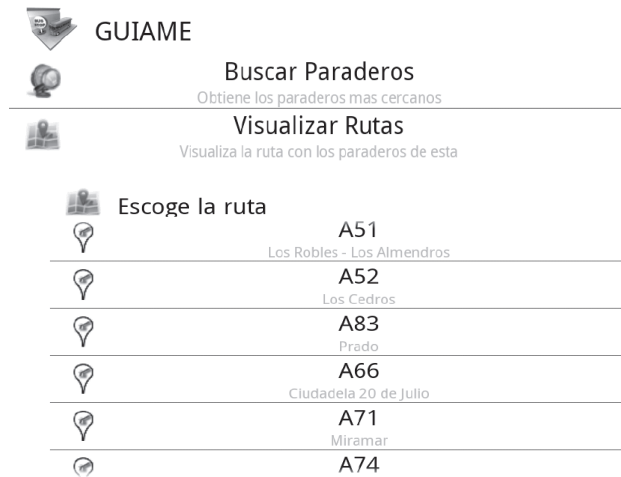 GUIAME
Buscar Paraderos
Obtiene los paraderos mas cercanos
Visualizar Rutas
Visualiza la ruta con los paraderos de esta
Escoge la ruta
A51
Los Robles - Los Almendros
A52
Los Cedros
A83
Prado
A66
Ciudadela 20 de Julio
A71
Miramar
A74